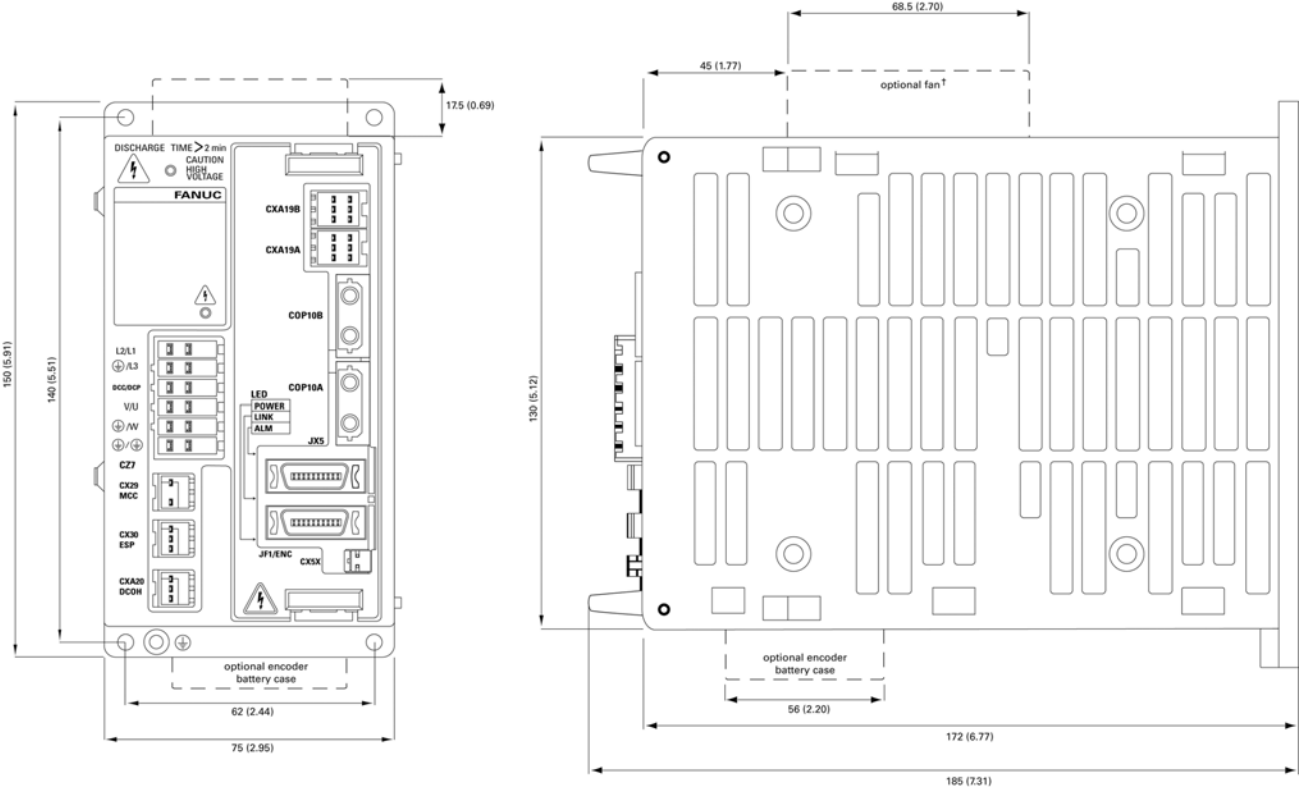 68.5 (2.70)
45 (1.77)
optional fan†
17.5 (0.69)
DISCHARGE TIME > 2 min
CAUTION
HIGH
VOLTAGE
FANUC
CXA19B
CXA19A
COP10B
COP10A
L2/L1
⏚/L3
DCC/DCP
V/U
⏚/W
⏚/⏚
CZ7
LED
POWER
LINK
ALM
JX5
CX29
MCC
CX30
ESP
JF1/ENC
CX5X
CXA20
DCOH
150 (5.91)
140 (5.51)
130 (5.12)
optional encoder
battery case
62 (2.44)
75 (2.95)
optional encoder
battery case
56 (2.20)
172 (6.77)
185 (7.31)